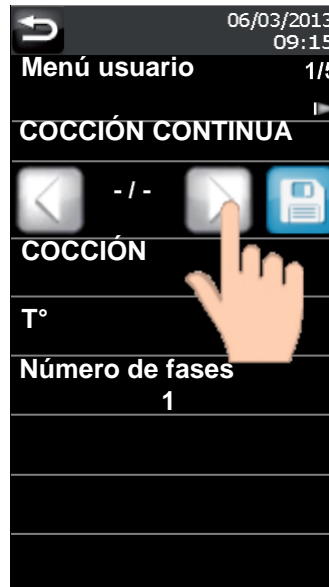 06/03/2013
09:15
Menú usuario 1/5
COCCIÓN CONTINUA
- / -
COCCIÓN
T°
Número de fases
1